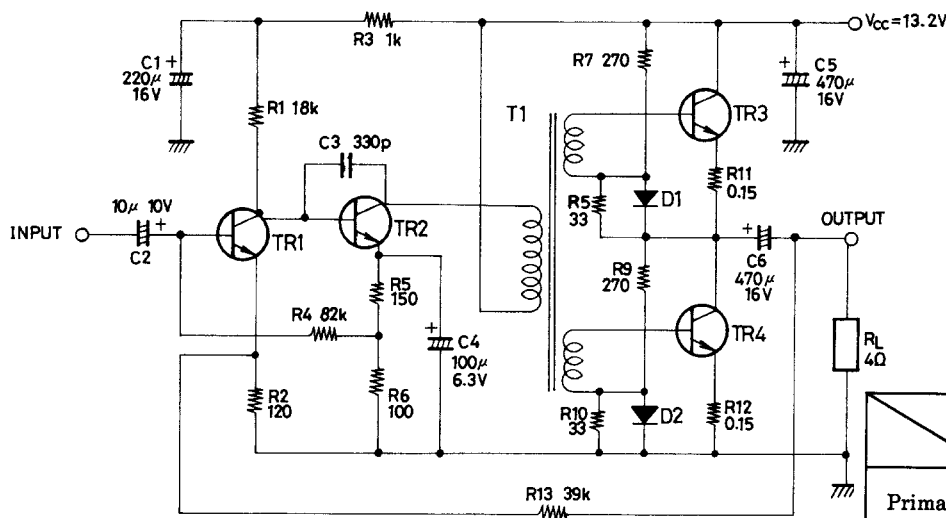 R3 1k
VCC=13.2V
C1
220μ
16V
R7 270
C5
470μ
16V
R1 18k
T1
TR3
C3 330p
R11
0.15
10μ 10V
R5
33
D1
INPUT
C2
TR1
TR2
OUTPUT
C6
470μ
16V
R9
270
R5
150
R4 82k
C4
100μ
6.3V
TR4
RL
4Ω
R2
120
R6
100
R10
33
D2
R12
0.15
R13 39k
Prima